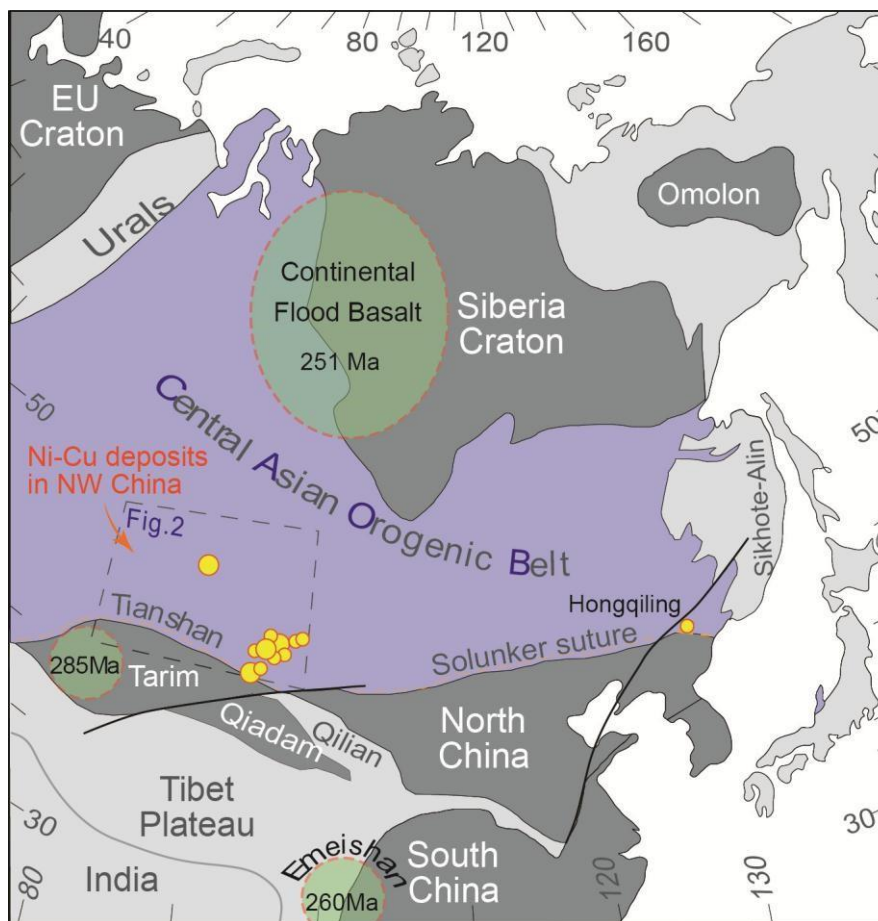 40
80
120
160
EU
Craton
Urals
Omolon
Continental
Flood Basalt
251 Ma
Siberia
Craton
50
50
Central Asian Orogenic Belt
Ni-Cu deposits
in NW China
Fig.2
Sikhote-Alin
Hongqiling
Tianshan
Solunker suture
285Ma
Tarim
Qiadam
Qilian
North
China
Tibet
Plateau
30
30
Emeishan
South
China
India
260Ma
80
120
130